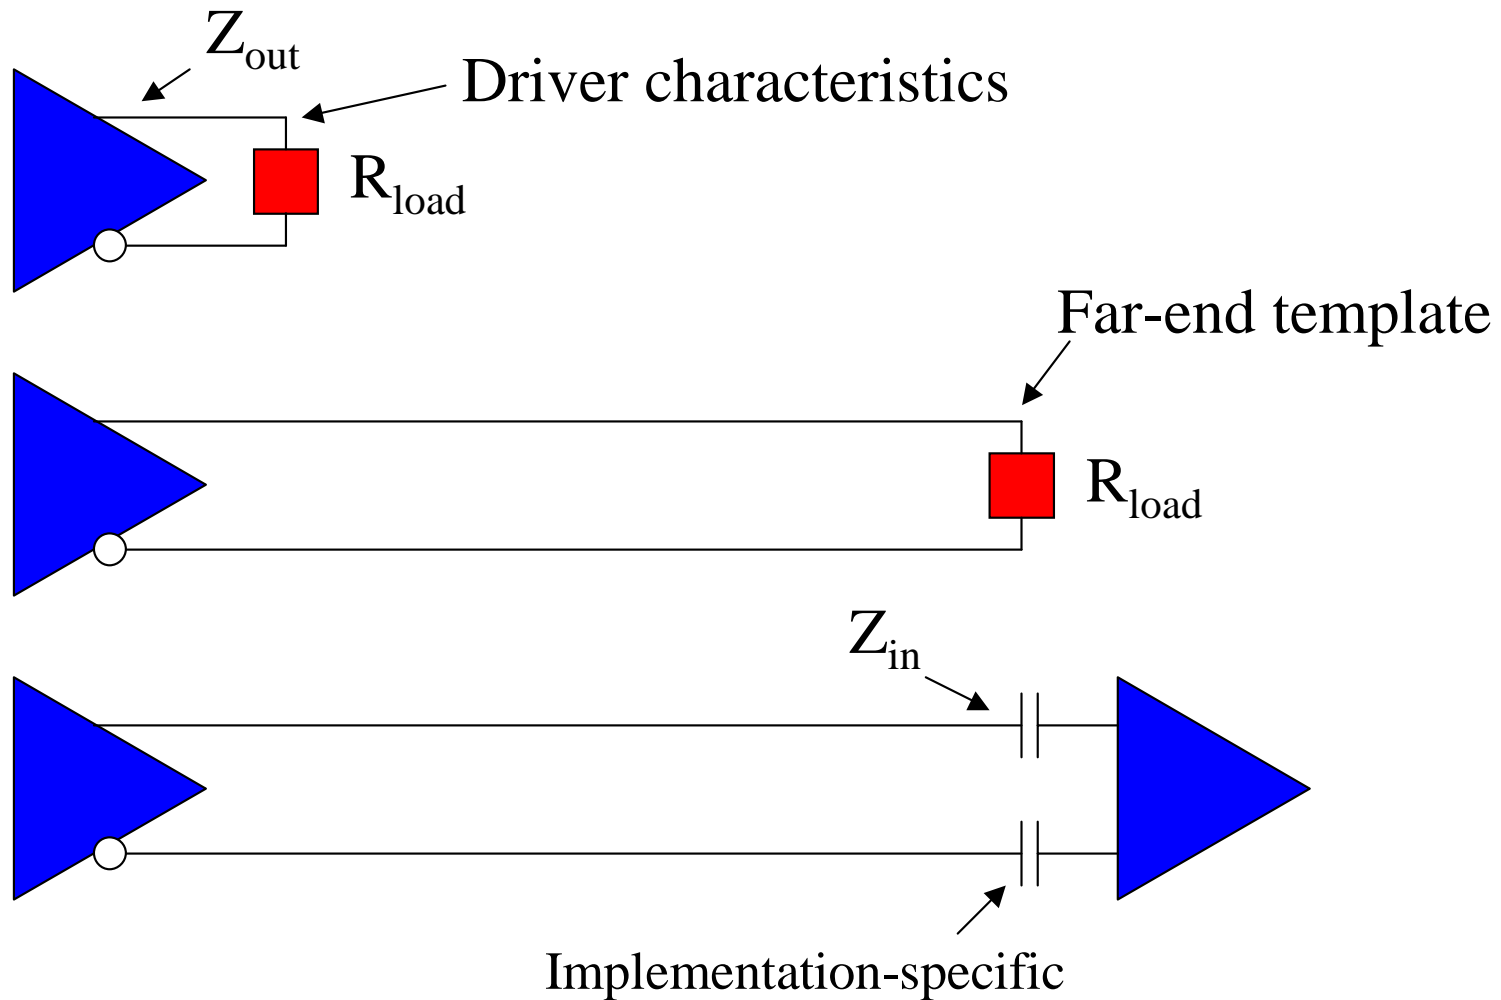 Z_out
Driver characteristics
R_load
Far-end template
R_load
Z_in
Implementation-specific